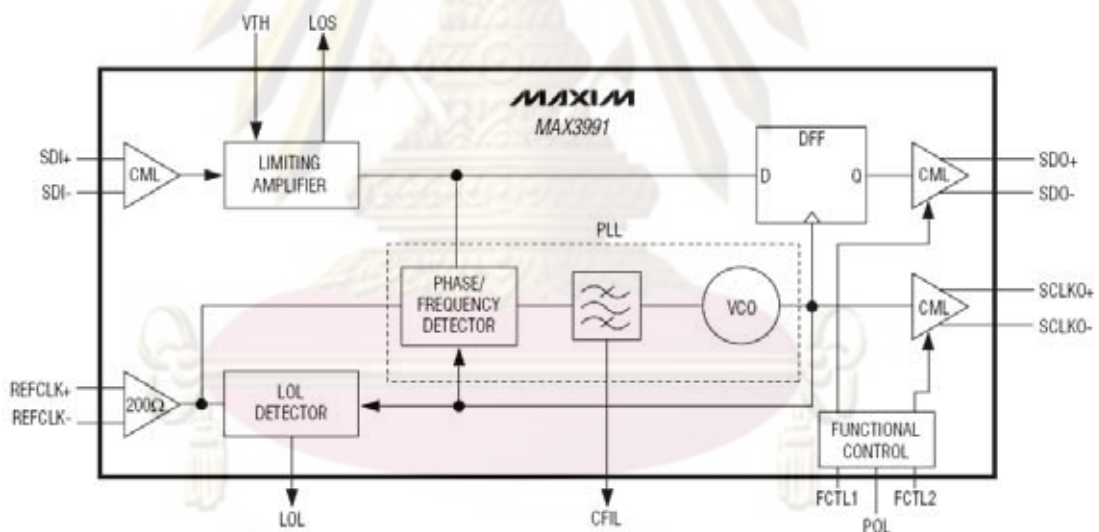 VTH LOS
MAXIM
MAX3991
DFF
SDI+
SDI-
CML
LIMITING
AMPLIFIER
D Q
CML
SDO+
SDO-
PLL
PHASE/
FREQUENCY
DETECTOR
VCO
CML
SCLKO+
SCLKO-
REFCLK+
REFCLK-
200Ω
LOL
DETECTOR
FUNCTIONAL
CONTROL
LOL
CFIL
FCTL1 FCTL2
POL